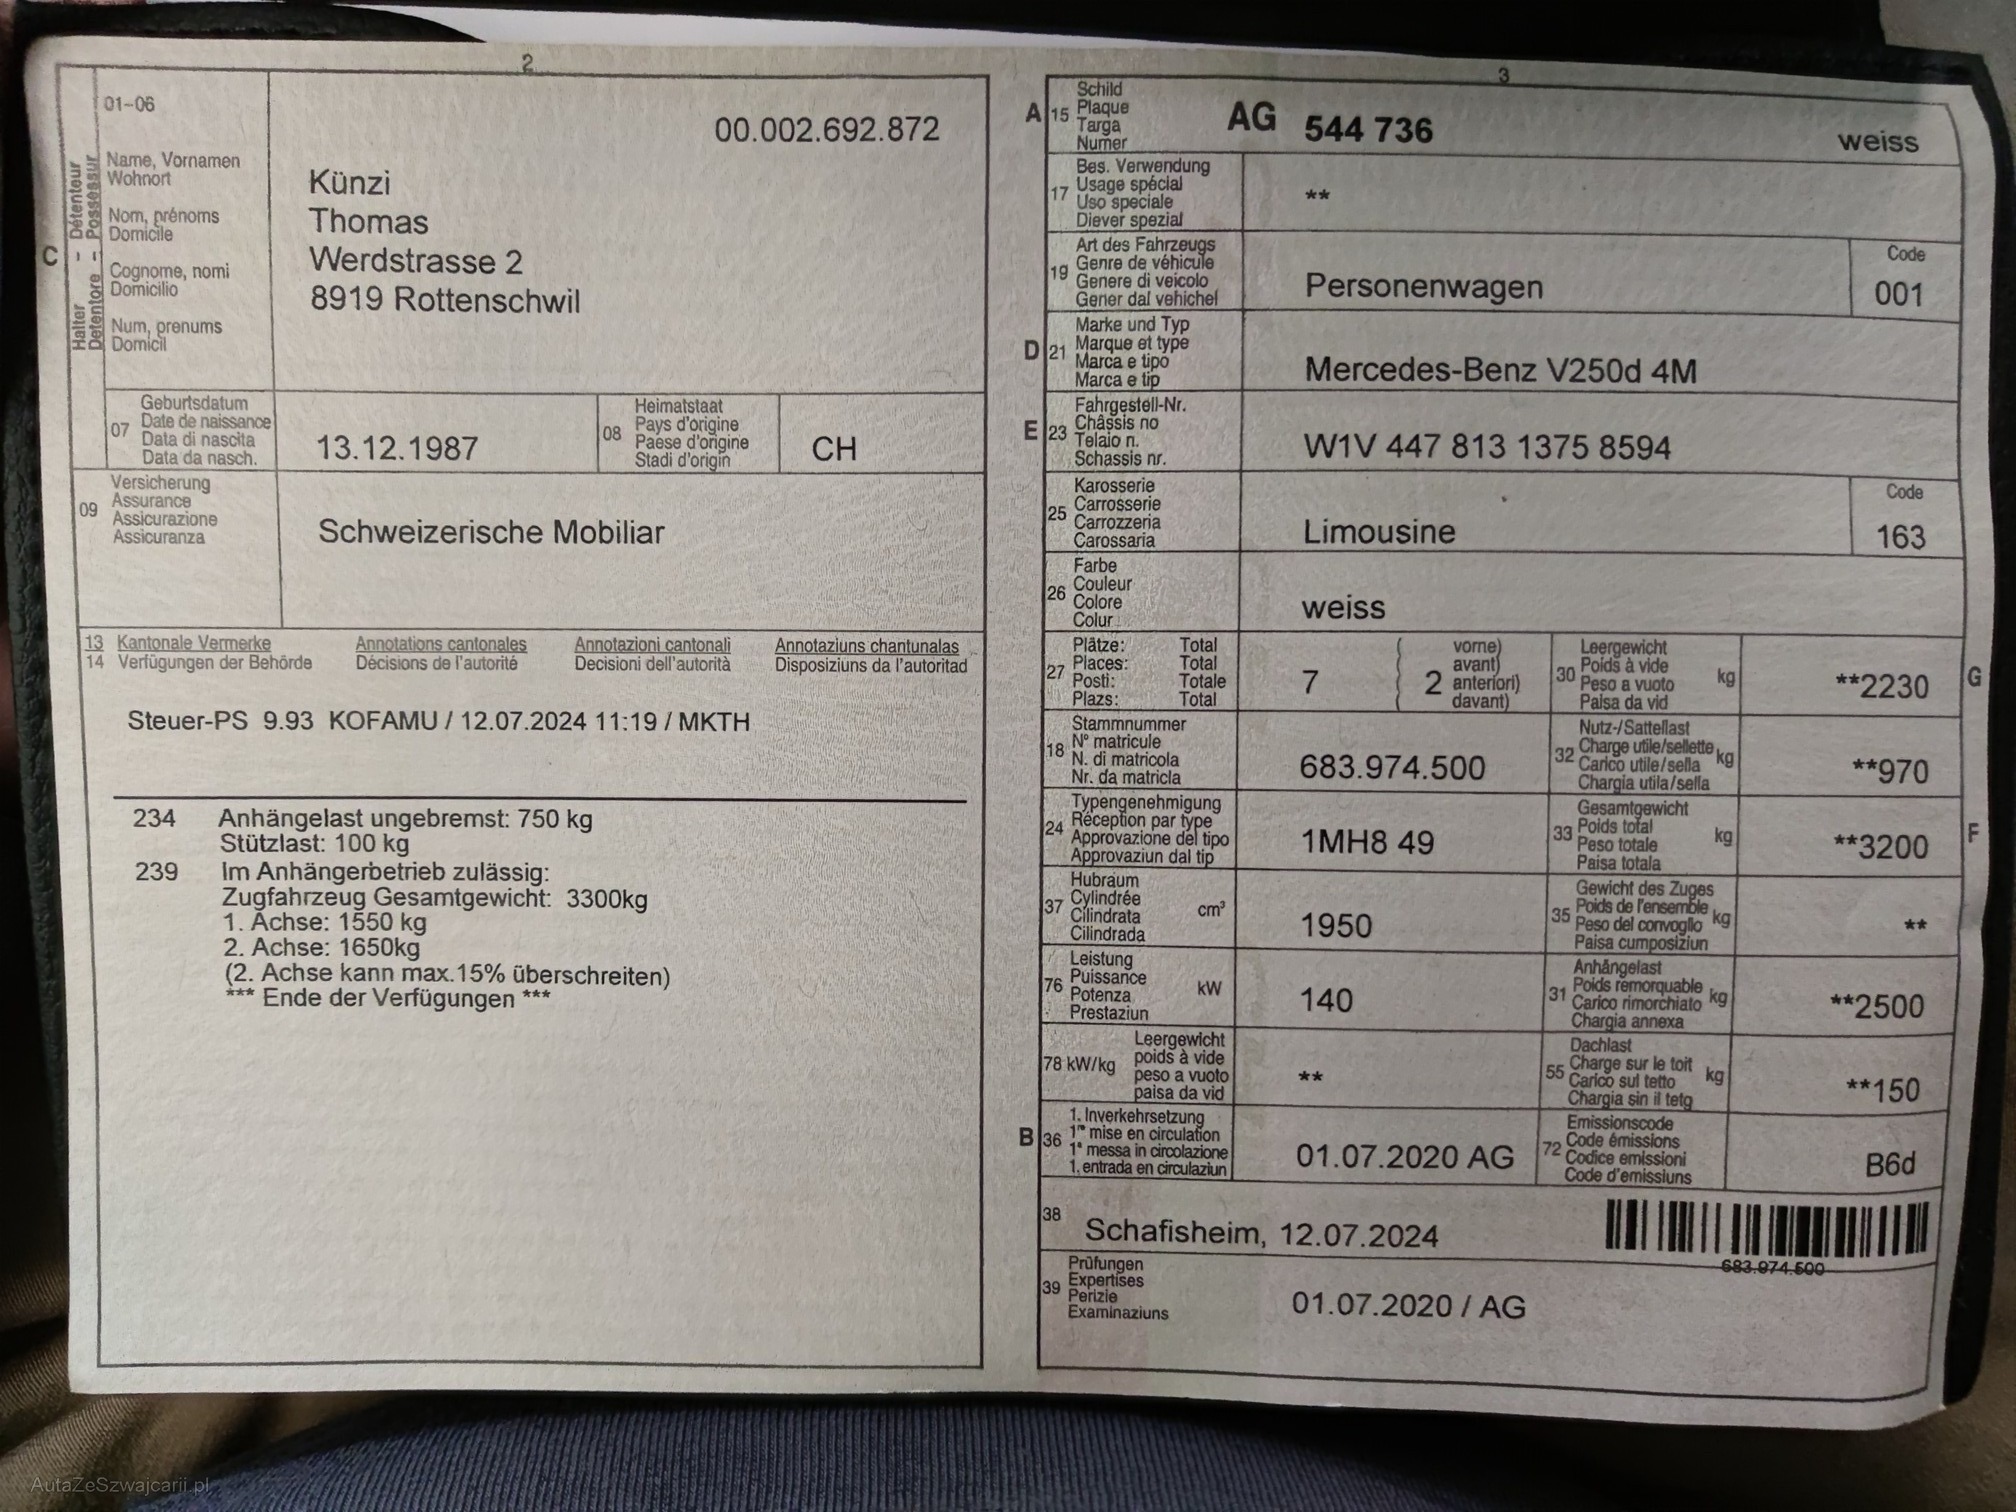 2
01-06
00.002.692.872
C
Halter - Détenteur
Detentore - Possessur
Name, Vornamen
Wohnort
Nom, prénoms
Domicile
Cognome, nomi
Domicilio
Num, prenums
Domicil
Künzi
Thomas
Werdstrasse 2
8919 Rottenschwil
07
Geburtsdatum
Date de naissance
Data di nascita
Data da nasch.
13.12.1987
08
Heimatstaat
Pays d'origine
Paese d'origine
Stadi d'origin
CH
09
Versicherung
Assurance
Assicurazione
Assicuranza
Schweizerische Mobiliar
13 Kantonale Vermerke Annotations cantonales Annotazioni cantonali Annotaziuns chantunalas
14 Verfügungen der Behörde Décisions de l'autorité Decisioni dell'autorità Disposiziuns da l'autoritad
Steuer-PS 9.93 KOFAMU / 12.07.2024 11:19 / MKTH
234 Anhängelast ungebremst: 750 kg
Stützlast: 100 kg
239 Im Anhängerbetrieb zulässig:
Zugfahrzeug Gesamtgewicht: 3300kg
1. Achse: 1550 kg
2. Achse: 1650kg
(2. Achse kann max.15% überschreiten)
*** Ende der Verfügungen ***
3
A 15
Schild
Plaque
Targa
Numer
AG 544 736 weiss
17
Bes. Verwendung
Usage spécial
Uso speciale
Diever spezial
**
19
Art des Fahrzeugs
Genre de véhicule
Genere di veicolo
Gener dal vehichel
Personenwagen
Code
001
D 21
Marke und Typ
Marque et type
Marca e tipo
Marca e tip
Mercedes-Benz V250d 4M
E 23
Fahrgestell-Nr.
Châssis no
Telaio n.
Schassis nr.
W1V 447 813 1375 8594
25
Karosserie
Carrosserie
Carrozzeria
Carossaria
Limousine
Code
163
26
Farbe
Couleur
Colore
Colur
weiss
27
Plätze: Total
Places: Total
Posti: Totale
Plazs: Total
7
2
vorne)
avant)
anteriori)
davant)
30
Leergewicht
Poids à vide
Peso a vuoto
Paisa da vid
kg
**2230
G
18
Stammnummer
N° matricule
N. di matricola
Nr. da matricla
683.974.500
32
Nutz-/Sattellast
Charge utile/sellette
Carico utile/sella
Chargia utila/sella
kg
**970
24
Typengenehmigung
Réception par type
Approvazione del tipo
Approvaziun dal tip
1MH8 49
33
Gesamtgewicht
Poids total
Peso totale
Paisa totala
kg
**3200
F
37
Hubraum
Cylindrée
Cilindrata
Cilindrada
cm³
1950
35
Gewicht des Zuges
Poids de l'ensemble
Peso del convoglio
Paisa cumposiziun
kg
**
76
Leistung
Puissance
Potenza
Prestaziun
kW
140
31
Anhängelast
Poids remorquable
Carico rimorchiato
Chargia annexa
kg
**2500
78 kW/kg
Leergewicht
poids à vide
peso a vuoto
paisa da vid
**
55
Dachlast
Charge sur le toit
Carico sul tetto
Chargia sin il tetg
kg
**150
B 36
1. Inverkehrsetzung
1re mise en circulation
1a messa in circolazione
1. entrada en circulaziun
01.07.2020 AG
72
Emissionscode
Code émissions
Codice emissioni
Code d'emissiuns
B6d
38
Schafisheim, 12.07.2024
683.974.500
39
Prüfungen
Expertises
Perizie
Examinaziuns
01.07.2020 / AG
AutaZeSzwajcarii.pl